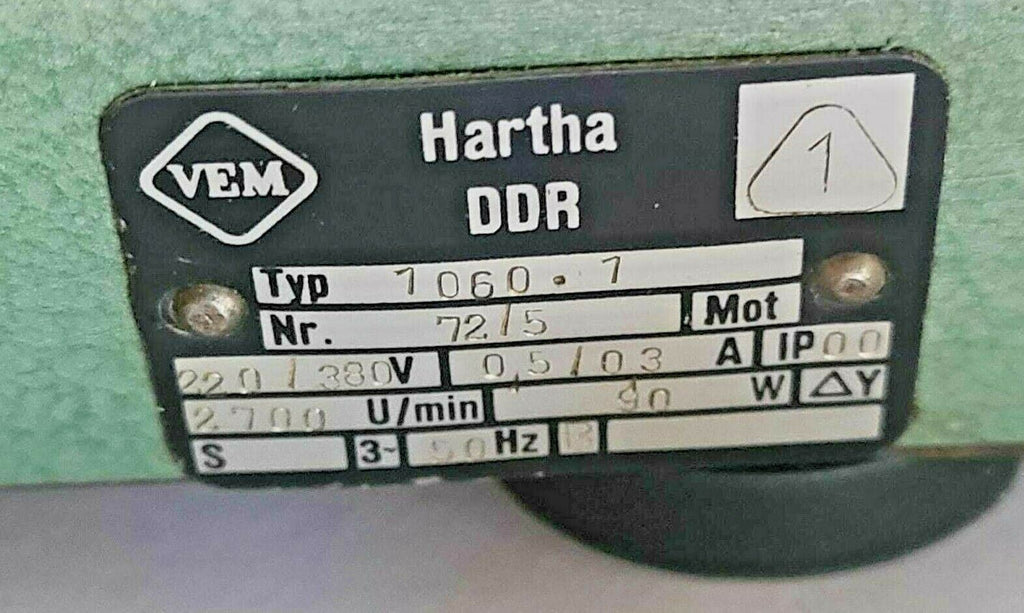 VEM
Hartha
DDR
1
Typ 1060.1
Nr. 72/5 Mot
220/380V 0,5/03 A IP00
2700 U/min 90 W △Y
S 3~ 50Hz